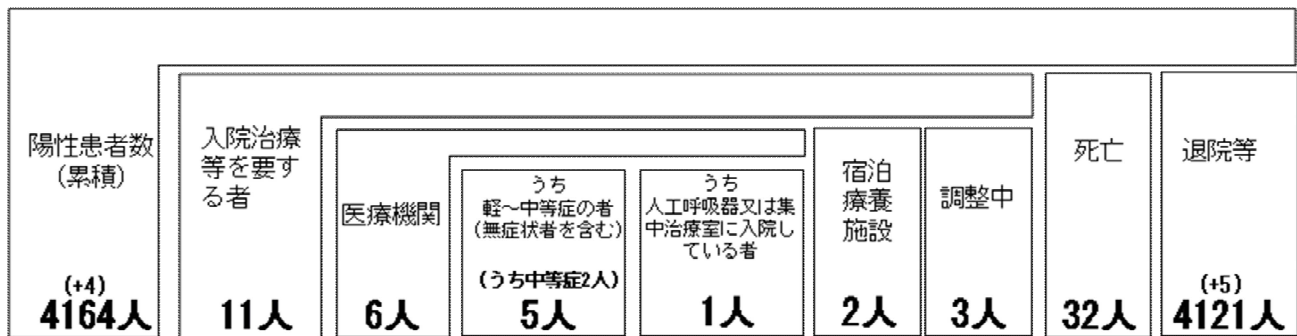 陽性患者数
(累積)
(+4)
4164人
入院治療
等を要す
る者
11人
医療機関
6人
うち
軽～中等症の者
(無症状者を含む)
(うち中等症2人)
5人
うち
人工呼吸器又は集
中治療室に入院し
ている者
1人
宿泊
療養
施設
2人
調整中
3人
死亡
32人
退院等
(+5)
4121人